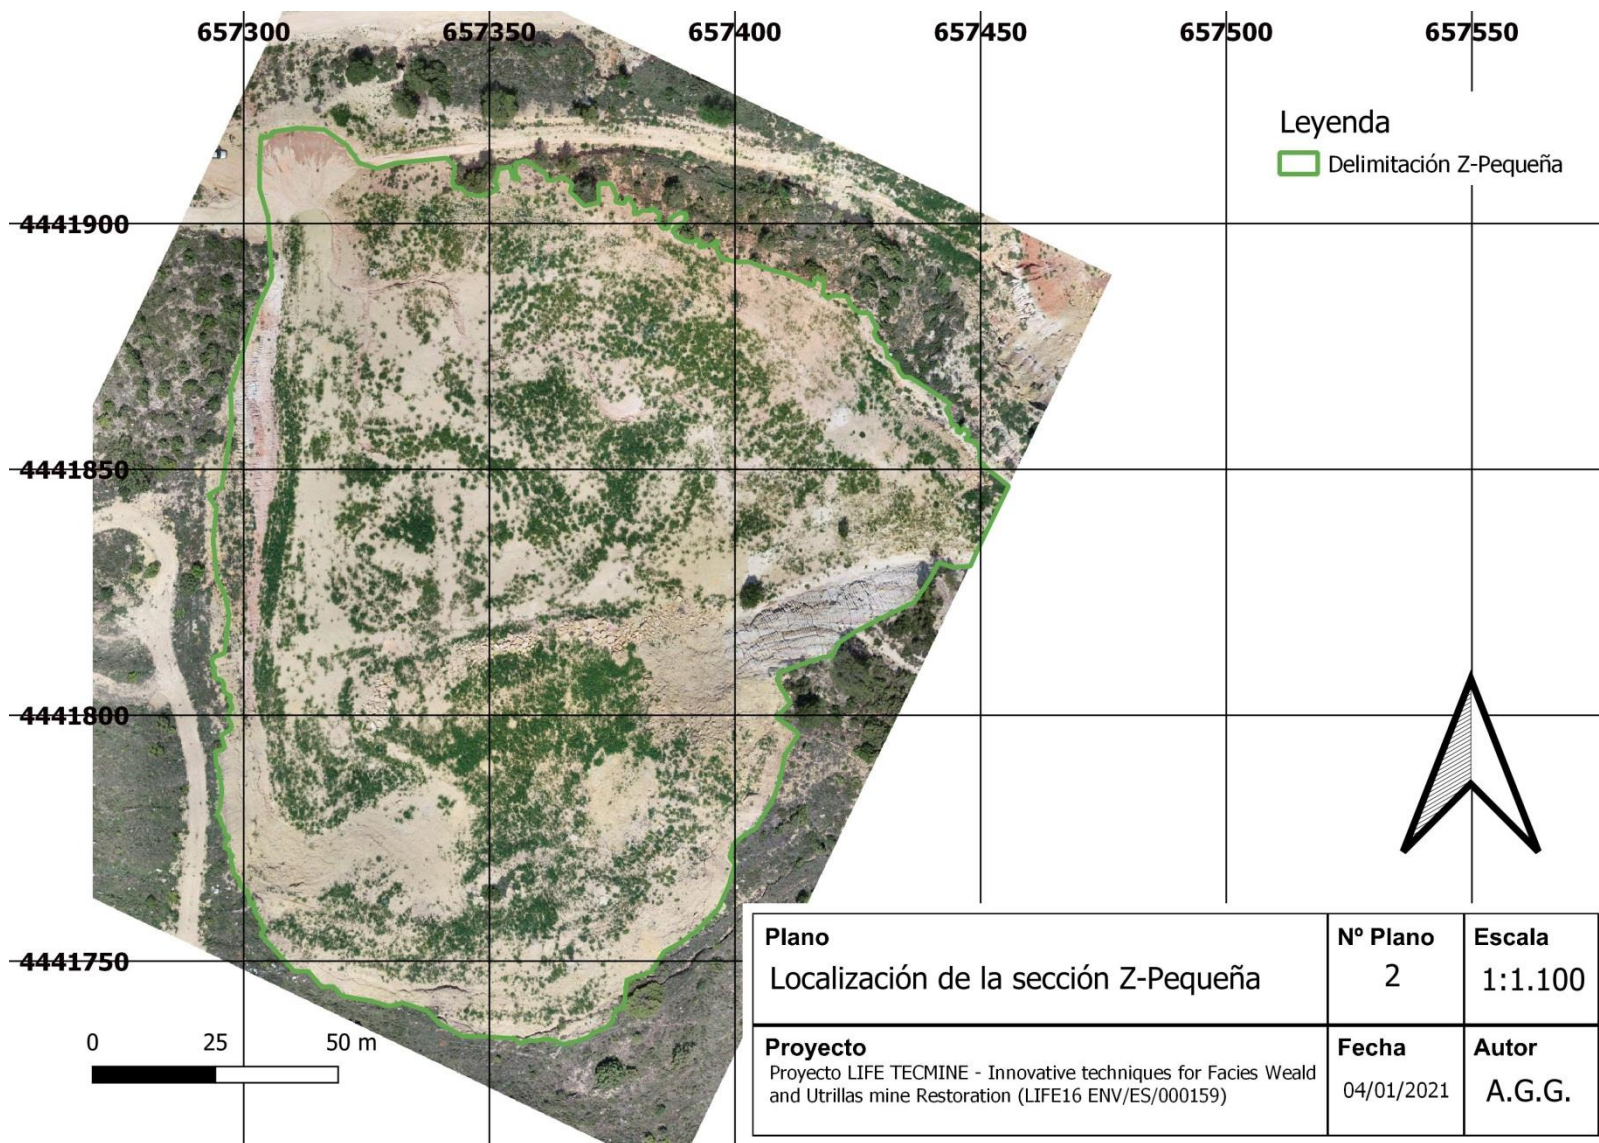 657300 657350 657400 657450 657500 657550
Leyenda
Delimitación Z-Pequeña
4441900
4441850
4441800
4441750
0 25 50 m
Plano
Localización de la sección Z-Pequeña
Nº Plano
2
Escala
1:1.100
Proyecto
Proyecto LIFE TECMINE - Innovative techniques for Facies Weald
and Utrillas mine Restoration (LIFE16 ENV/ES/000159)
Fecha
04/01/2021
Autor
A.G.G.